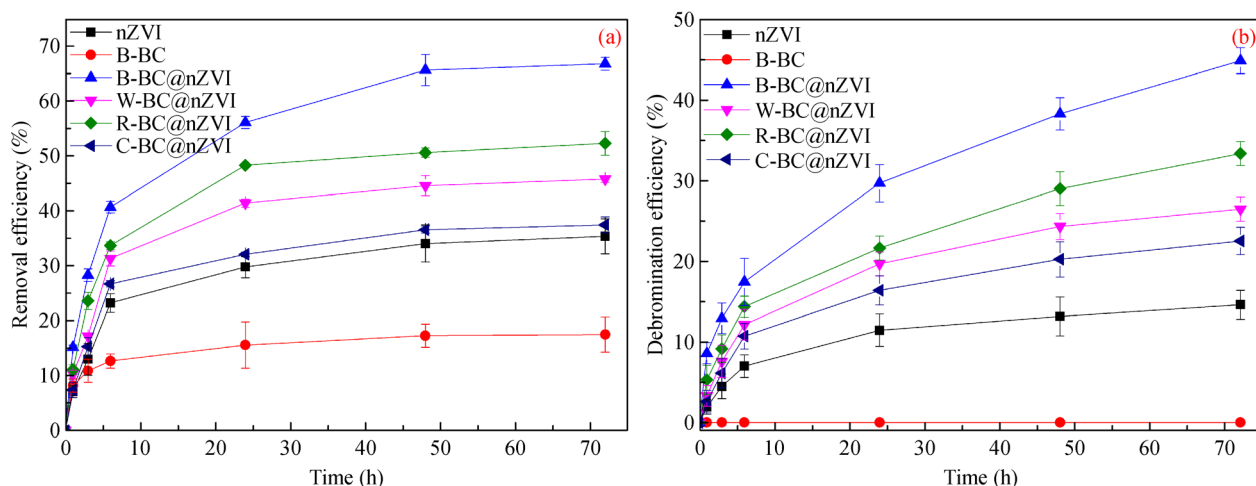 (a)
nZVI
B-BC
B-BC@nZVI
W-BC@nZVI
R-BC@nZVI
C-BC@nZVI
Removal efficiency (%)
70
60
50
40
30
20
10
0
0 10 20 30 40 50 60 70
Time (h)
(b)
nZVI
B-BC
B-BC@nZVI
W-BC@nZVI
R-BC@nZVI
C-BC@nZVI
Debromination efficiency (%)
50
40
30
20
10
0
0 10 20 30 40 50 60 70
Time (h)